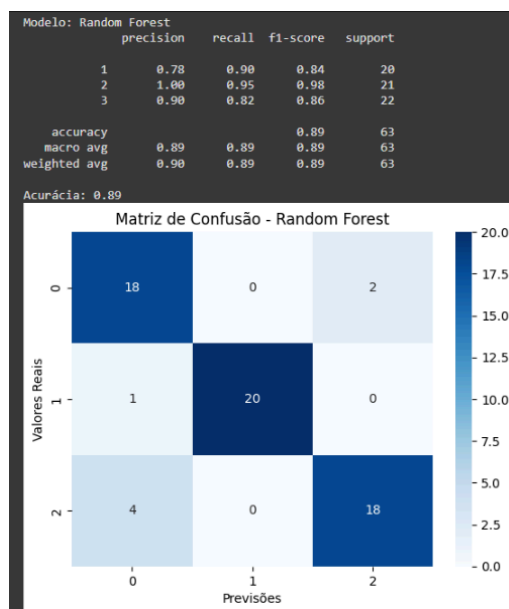 Modelo: Random Forest
precision recall f1-score support
1 0.78 0.90 0.84 20
2 1.00 0.95 0.98 21
3 0.90 0.82 0.86 22
accuracy 0.89 63
macro avg 0.89 0.89 0.89 63
weighted avg 0.90 0.89 0.89 63
Acurácia: 0.89
Matriz de Confusão - Random Forest
20.0
17.5
15.0
12.5
10.0
7.5
5.0
2.5
0.0
Valores Reais
0 18 0 2
1 1 20 0
2 4 0 18
0 1 2
Previsões